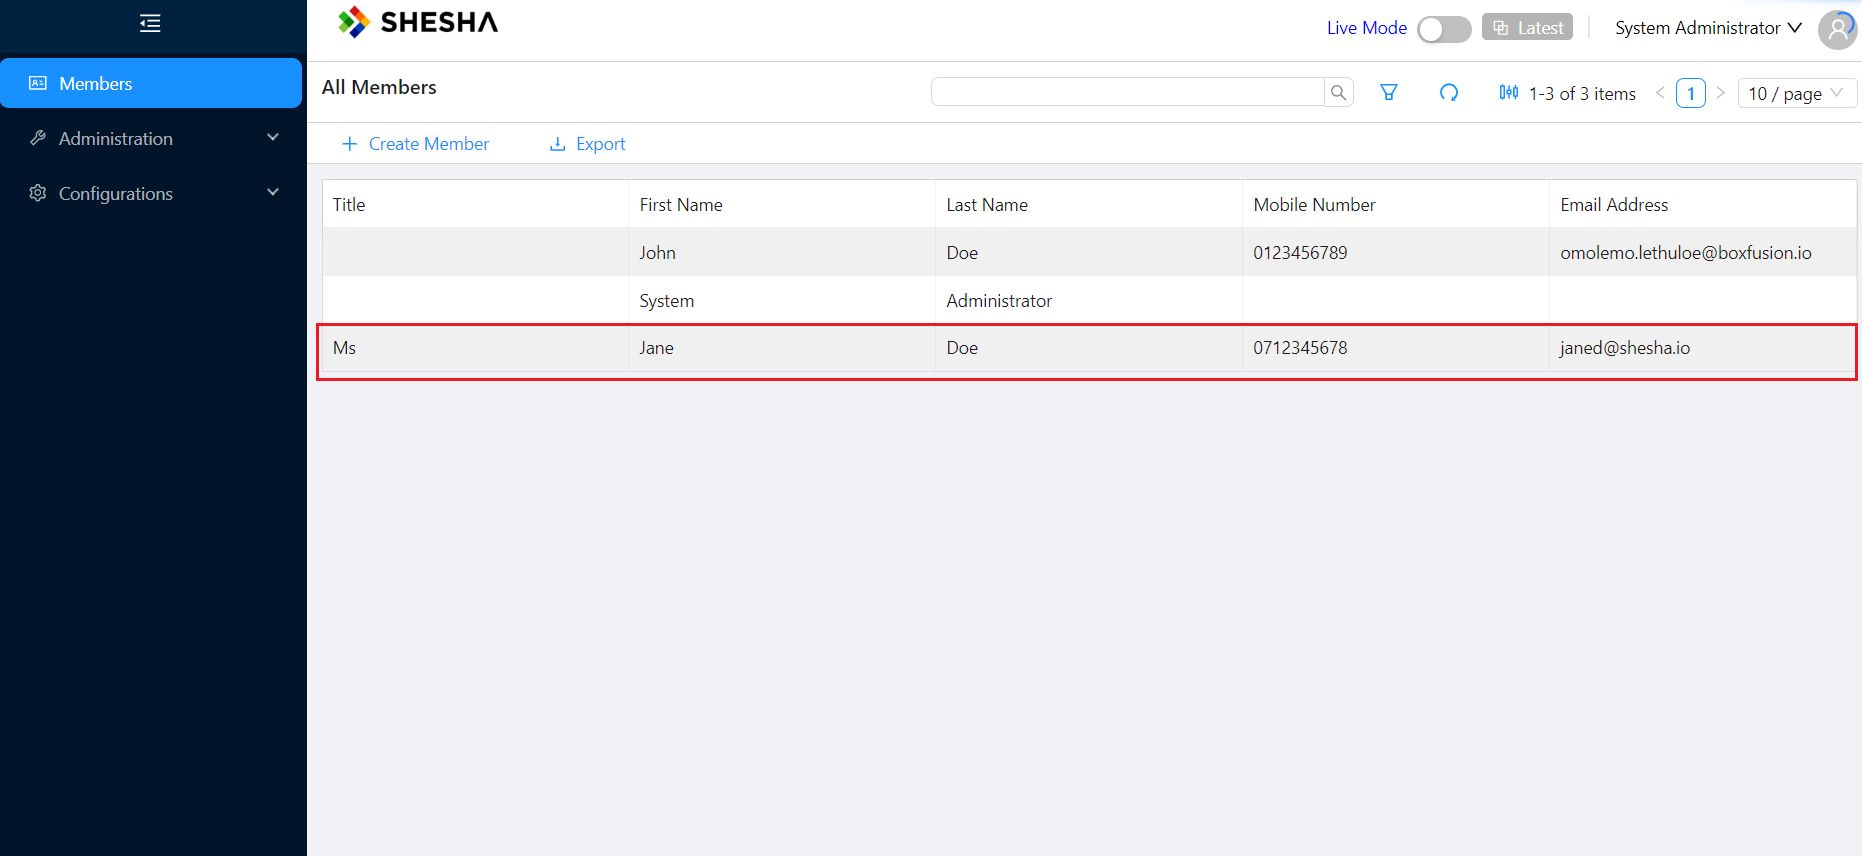 SHESHA
Live Mode
Latest
System Administrator
Members
Administration
Configurations
All Members
1-3 of 3 items
1
10 / page
Create Member
Export
Title First Name Last Name Mobile Number Email Address
John Doe 0123456789 omolemo.lethuloe@boxfusion.io
System Administrator
Ms Jane Doe 0712345678 janed@shesha.io